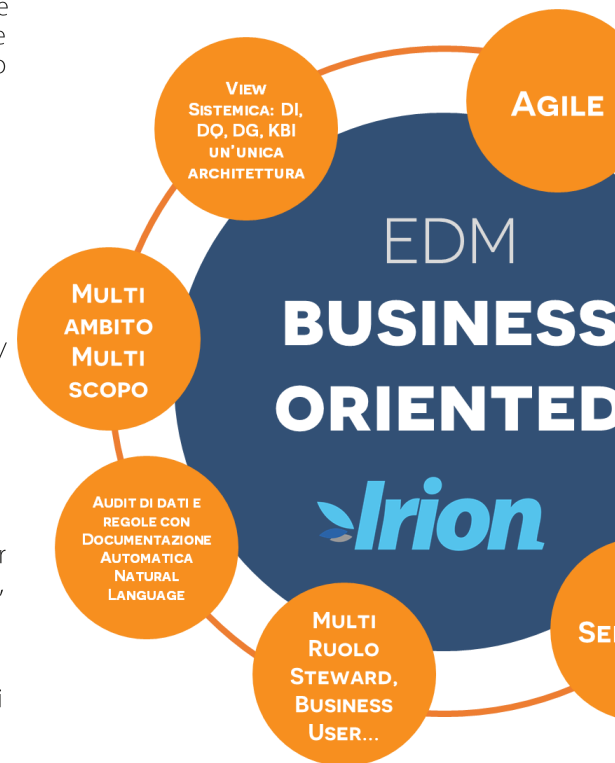 AGILE
VIEW
SISTEMICA: DI,
DQ, DG, KBI
UN'UNICA
ARCHITETTURA
EDM
BUSINESS
ORIENTED
Irion
MULTI
AMBITO
MULTI
SCOPO
AUDIT DI DATI E
REGOLE CON
DOCUMENTAZIONE
AUTOMATICA
NATURAL
LANGUAGE
MULTI
RUOLO
STEWARD,
BUSINESS
USER...